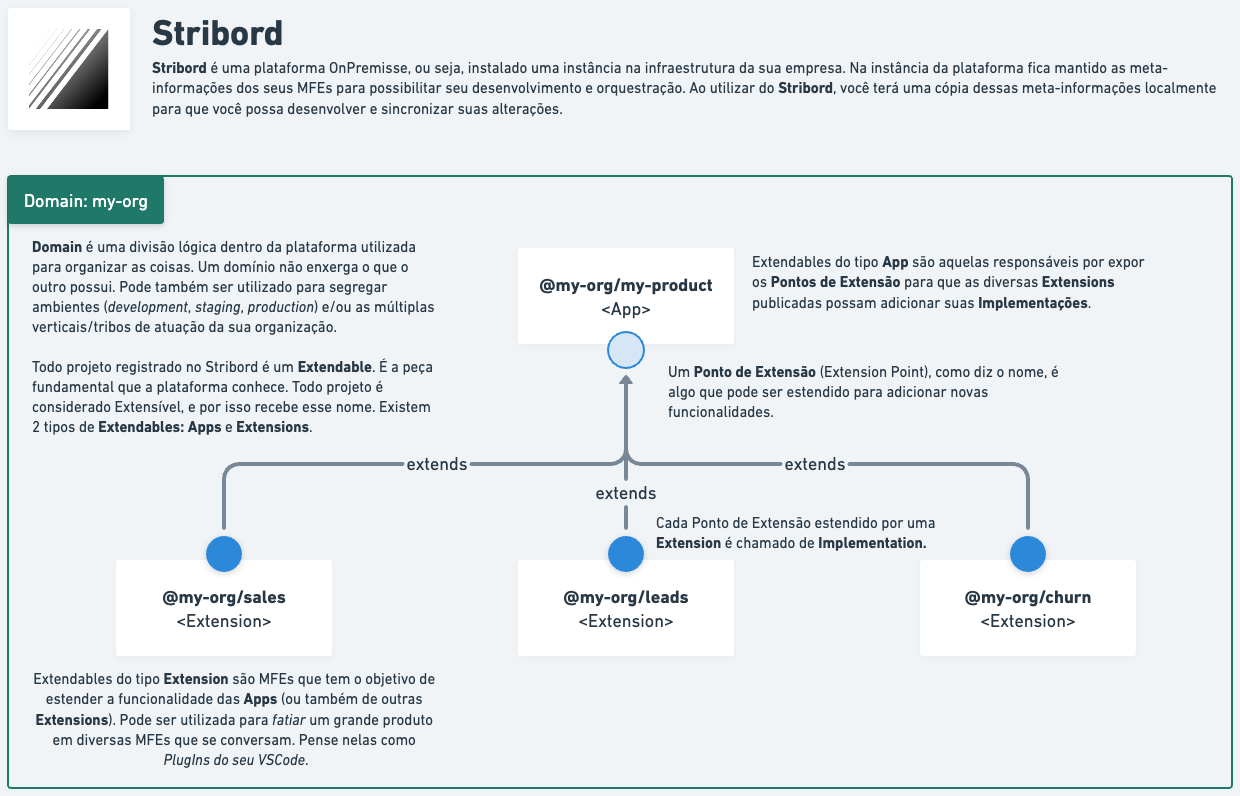 Stribord
Stribord é uma plataforma OnPremisse, ou seja, instalado uma instância na infraestrutura da sua empresa. Na instância da plataforma fica mantido as meta-
informações dos seus MFEs para possibilitar seu desenvolvimento e orquestração. Ao utilizar do Stribord, você terá uma cópia dessas meta-informações localmente
para que você possa desenvolver e sincronizar suas alterações.
Domain: my-org
Domain é uma divisão lógica dentro da plataforma utilizada
para organizar as coisas. Um domínio não enxerga o que o
outro possui. Pode também ser utilizado para segregar
ambientes (development, staging, production) e/ou as múltiplas
verticais/tribos de atuação da sua organização.
Todo projeto registrado no Stribord é um Extendable. É a peça
fundamental que a plataforma conhece. Todo projeto é
considerado Extensível, e por isso recebe esse nome. Existem
2 tipos de Extendables: Apps e Extensions.
@my-org/my-product
<App>
Extendables do tipo App são aquelas responsáveis por expor
os Pontos de Extensão para que as diversas Extensions
publicadas possam adicionar suas Implementações.
Um Ponto de Extensão (Extension Point), como diz o nome, é
algo que pode ser estendido para adicionar novas
funcionalidades.
extends
extends
extends
Cada Ponto de Extensão estendido por uma
Extension é chamado de Implementation.
@my-org/sales
<Extension>
@my-org/leads
<Extension>
@my-org/churn
<Extension>
Extendables do tipo Extension são MFEs que tem o objetivo de
estender a funcionalidade das Apps (ou também de outras
Extensions). Pode ser utilizada para fatiar um grande produto
em diversas MFEs que se conversam. Pense nelas como
PlugIns do seu VSCode.